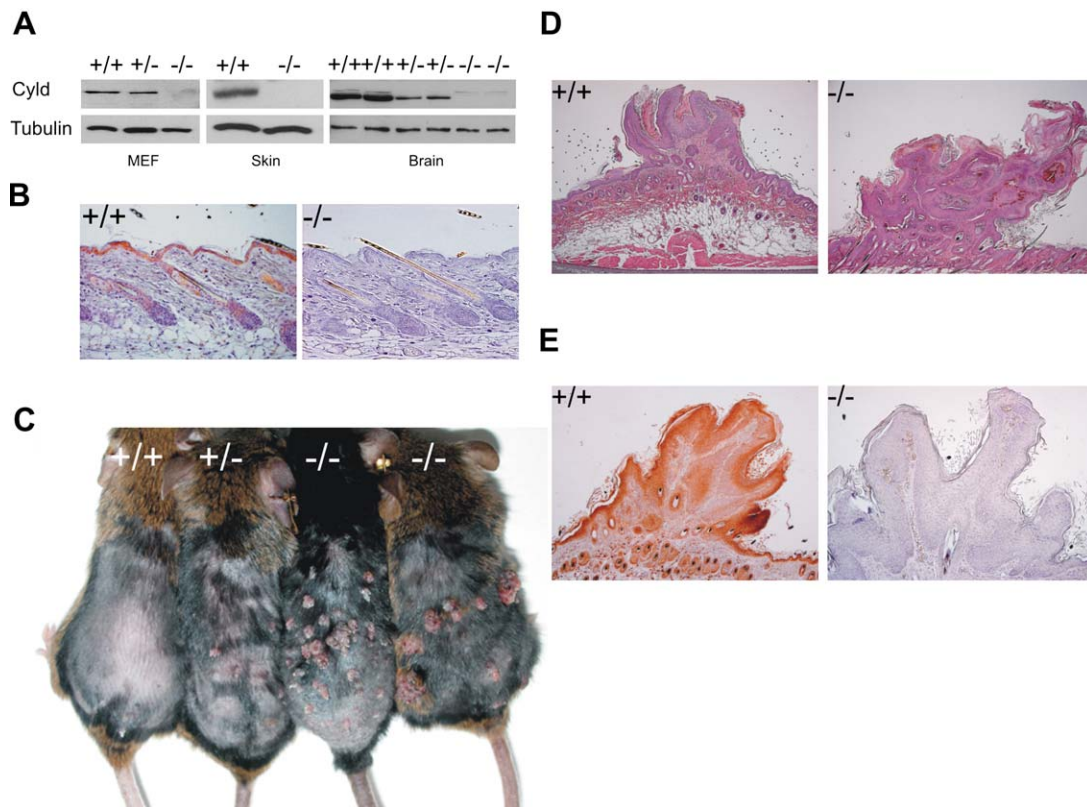 A
+/+ +/- -/- +/+ -/- +/++/+ +/- +/- -/- -/-
Cyld
Tubulin
MEF Skin Brain
B
+/+ -/-
C
+/+ +/- -/- -/-
D
+/+ -/-
E
+/+ -/-